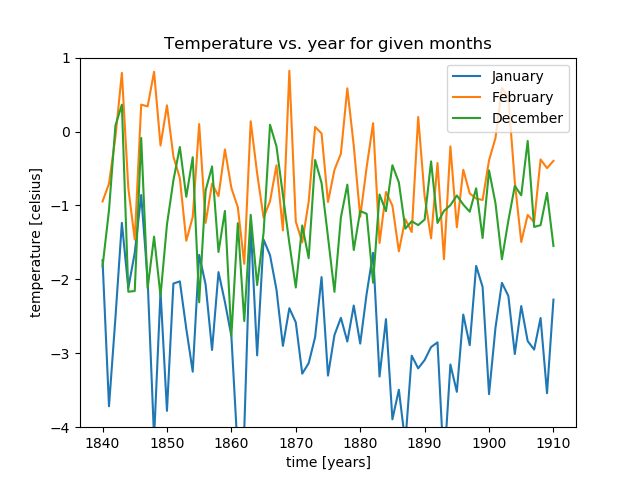 Temperature vs. year for given months
January
February
December
temperature [celsius]
1
0
−1
−2
−3
−4
1840 1850 1860 1870 1880 1890 1900 1910
time [years]